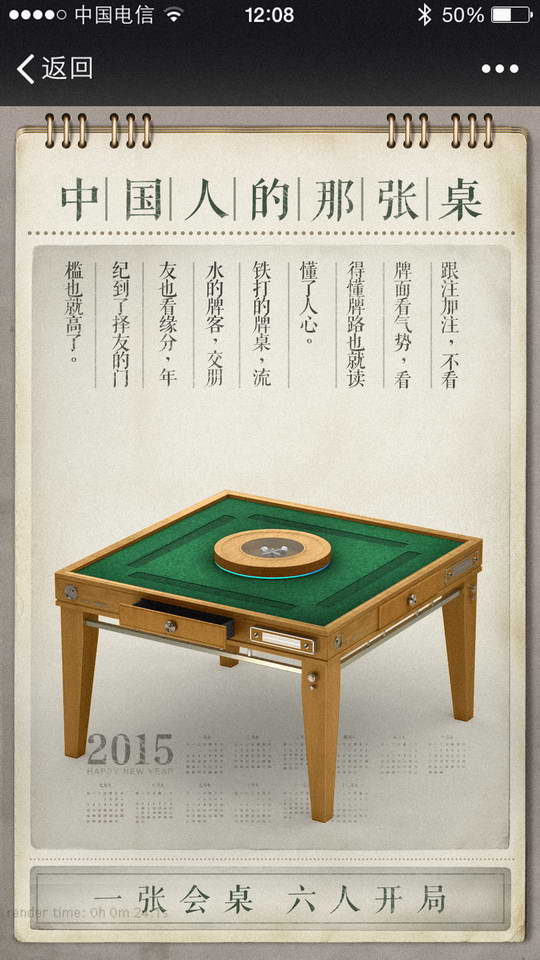 中国电信
12:08
50%
返回
中国人的那张桌
跟注加注，不看
牌面看气势，看
得懂牌路也就读
懂了人心。
铁打的牌桌，流
水的牌客，交朋
友也看缘分，年
纪到了择友的门
槛也就高了。
2015
HAPPY NEW YEAR
一张会桌 六人开局
render time: 0h 0m 24.1s